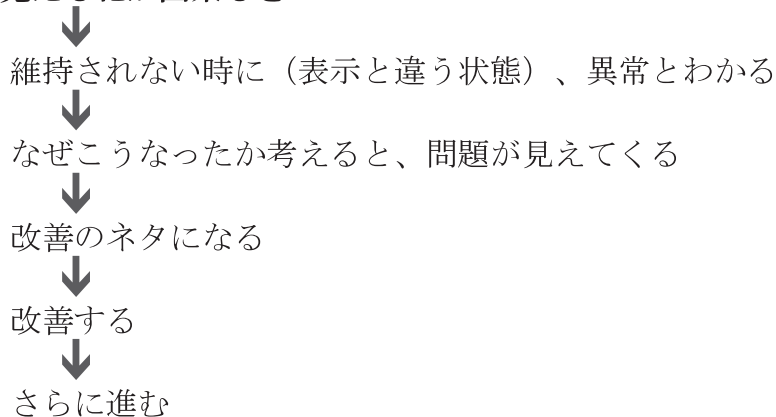 ↓
維持されない時に（表示と違う状態）、異常とわかる
↓
なぜこうなったか考えると、問題が見えてくる
↓
改善のネタになる
↓
改善する
↓
さらに進む